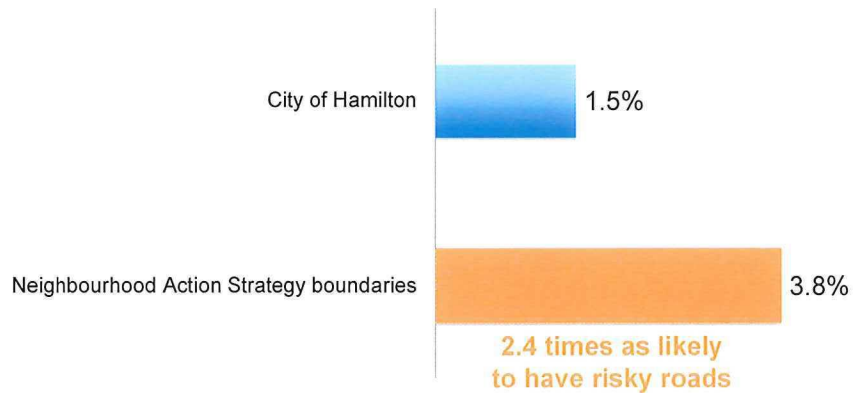 City of Hamilton
1.5%
Neighbourhood Action Strategy boundaries
3.8%
2.4 times as likely
to have risky roads